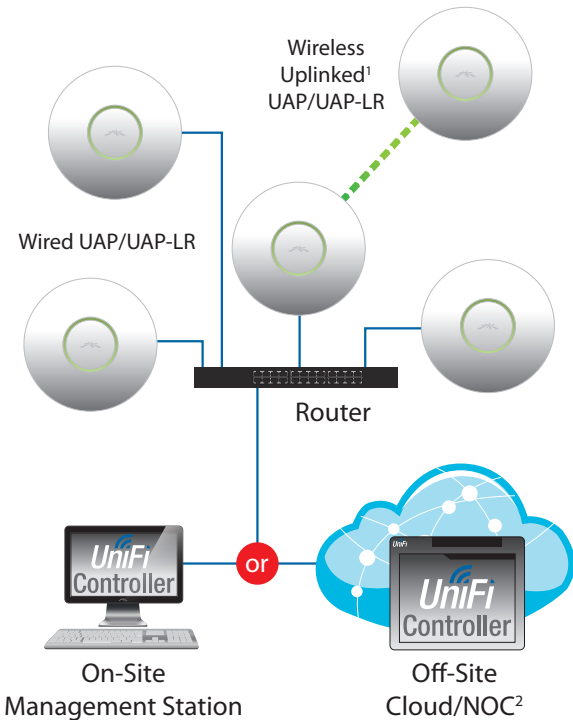 Wireless
Uplinked¹
UAP/UAP-LR
Wired UAP/UAP-LR
Router
UniFi
Controller
or
UniFi
UniFi
Controller
On-Site
Management Station
Off-Site
Cloud/NOC²